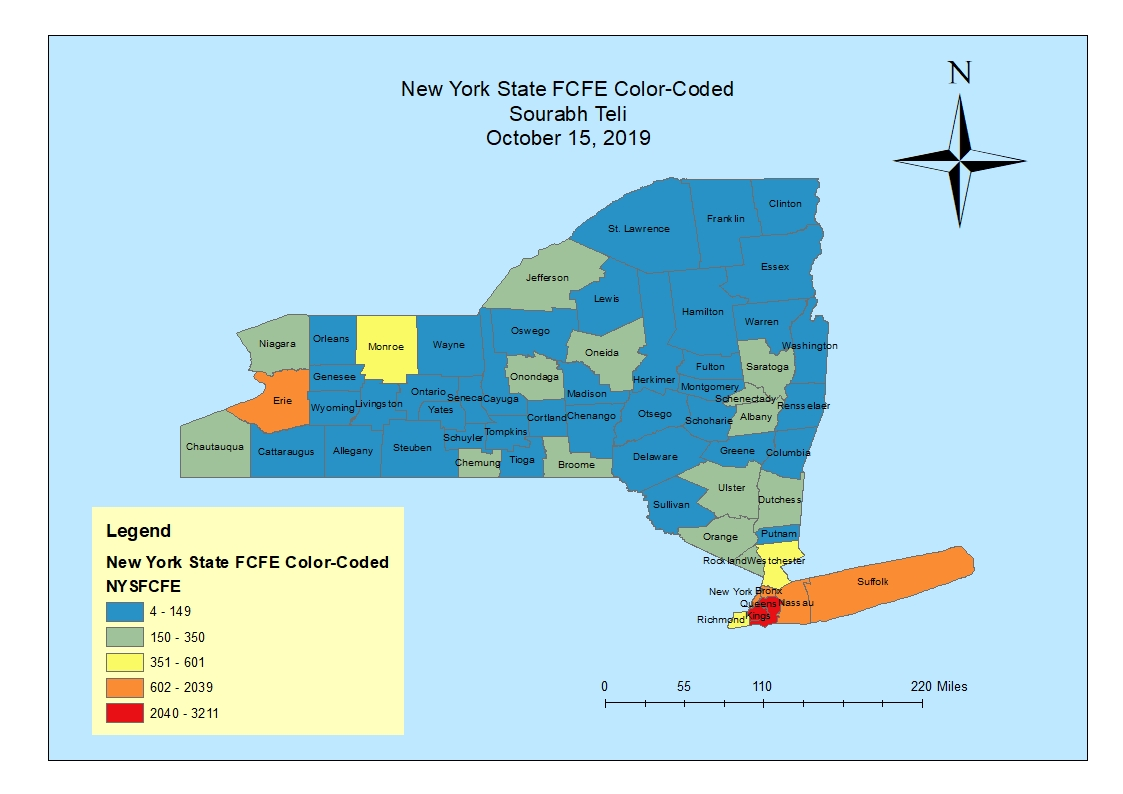 N
New York State FCFE Color-Coded
Sourabh Teli
October 15, 2019
Clinton
Franklin
St. Lawrence
Essex
Jefferson
Lewis
Hamilton
Warren
Oswego
Orleans
Niagara
Monroe
Wayne
Washington
Oneida
Saratoga
Fulton
Genesee
Onondaga
Herkimer
Montgomery
Ontario
Madison
Seneca
Cayuga
Schenectady
Erie
Livingston
Wyoming
Yates
Rensselaer
Otsego
Chenango
Cortland
Albany
Schoharie
Tompkins
Schuyler
Chautauqua
Steuben
Cattaraugus
Allegany
Greene
Columbia
Delaware
Tioga
Chemung
Broome
Ulster
Dutchess
Sullivan
Putnam
Orange
Rockland
Westchester
Suffolk
New York
Bronx
Queens
Nassau
Kings
Richmond
Legend
New York State FCFE Color-Coded
NYSFCFE
4 - 149
150 - 350
351 - 601
602 - 2039
2040 - 3211
0 55 110 220 Miles